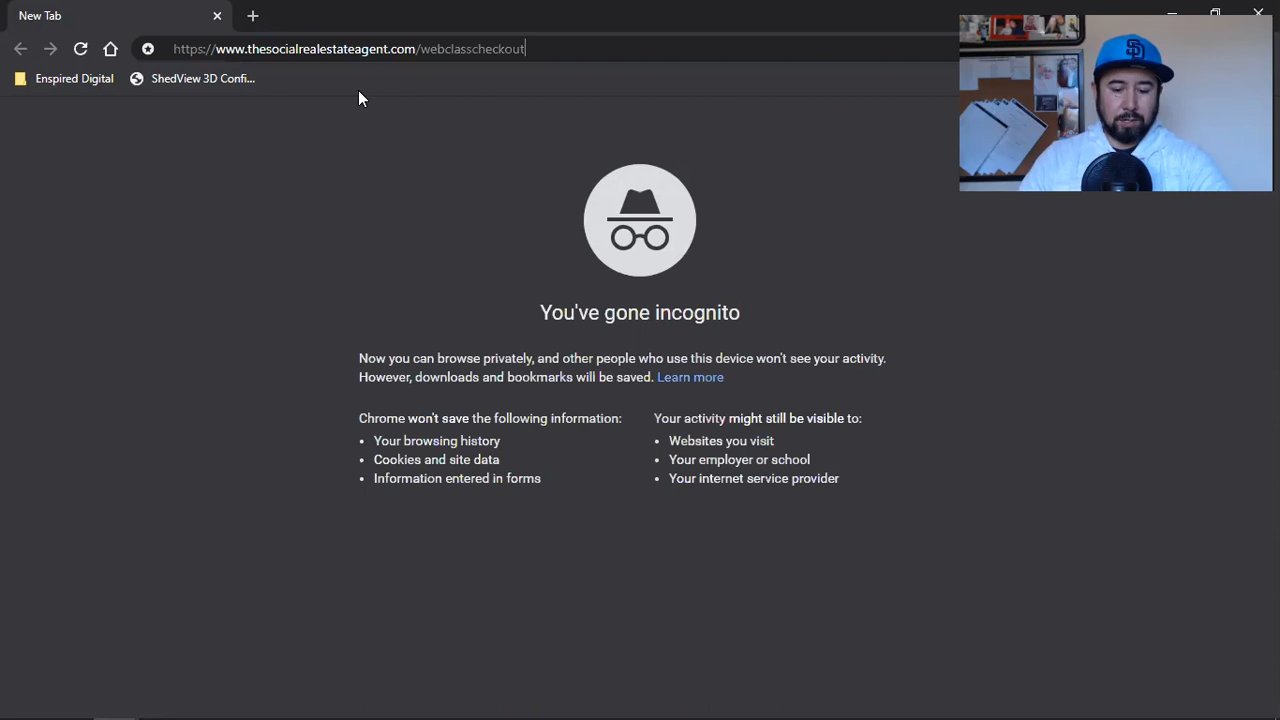 New Tab
https://www.thesocialrealestateagent.com/webclasscheckout
Enspired Digital
ShedView 3D Confi...
SD
You've gone incognito
Now you can browse privately, and other people who use this device won't see your activity.
However, downloads and bookmarks will be saved. Learn more
Chrome won't save the following information:
• Your browsing history
• Cookies and site data
• Information entered in forms
Your activity might still be visible to:
• Websites you visit
• Your employer or school
• Your internet service provider